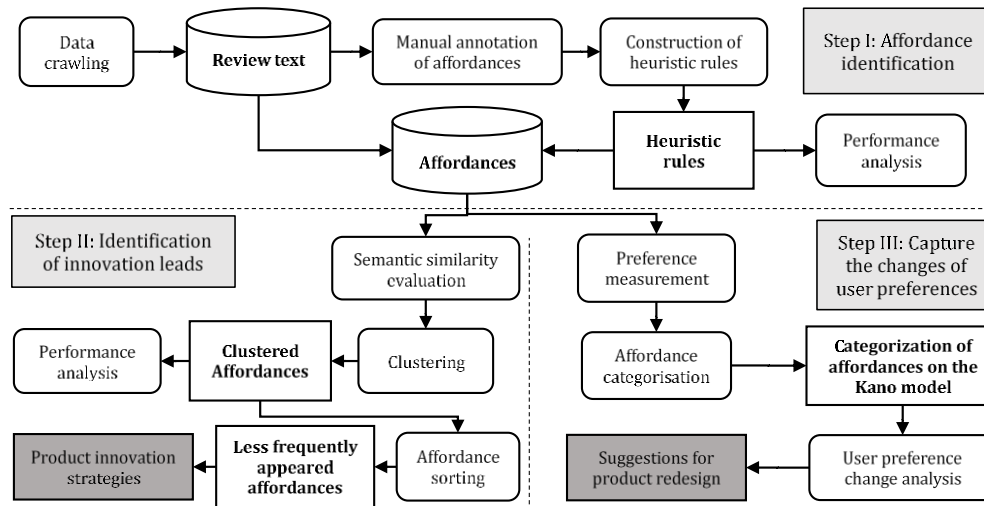 Data
crawling
Review text
Manual annotation
of affordances
Construction of
heuristic rules
Step I: Affordance
identification
Affordances
Heuristic
rules
Performance
analysis
Step II: Identification
of innovation leads
Semantic similarity
evaluation
Preference
measurement
Step III: Capture
the changes of
user preferences
Performance
analysis
Clustered
Affordances
Clustering
Affordance
categorisation
Categorization of
affordances on the
Kano model
Product innovation
strategies
Less frequently
appeared
affordances
Affordance
sorting
Suggestions for
product redesign
User preference
change analysis